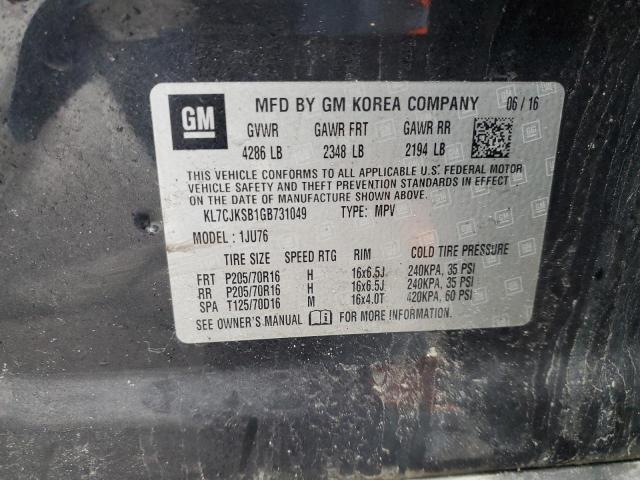 GM
MFD BY GM KOREA COMPANY 06 / 16
GVWR GAWR FRT GAWR RR
4286 LB 2348 LB 2194 LB
THIS VEHICLE CONFORMS TO ALL APPLICABLE U.S. FEDERAL MOTOR
VEHICLE SAFETY AND THEFT PREVENTION STANDARDS IN EFFECT
ON THE DATE OF MANUFACTURE SHOWN ABOVE.
KL7CJKSB1GB731049 TYPE: MPV
MODEL : 1JU76
TIRE SIZE SPEED RTG RIM COLD TIRE PRESSURE
FRT P205/70R16 H 16x6.5J 240KPA, 35 PSI
RR P205/70R16 H 16x6.5J 240KPA, 35 PSI
SPA T125/70D16 M 16x4.0T 420KPA, 60 PSI
SEE OWNER'S MANUAL FOR MORE INFORMATION.